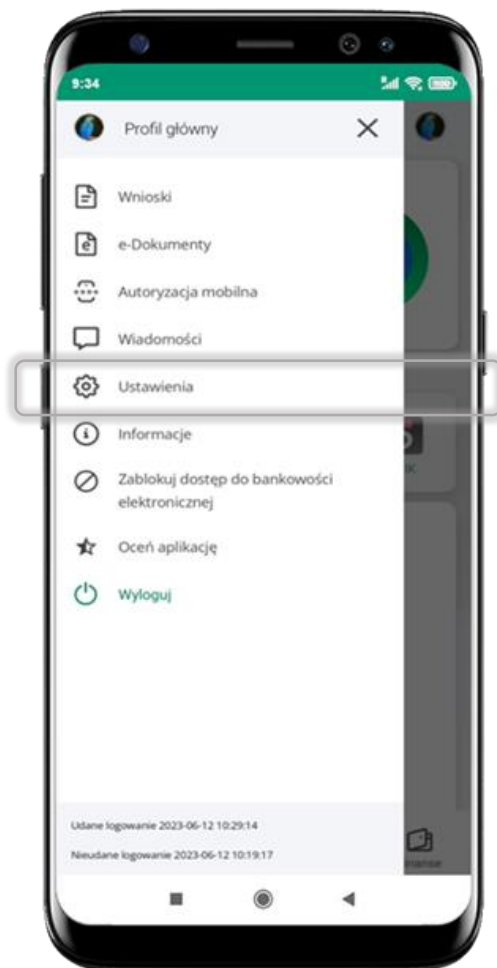 9:34
Profil główny
Wnioski
e-Dokumenty
Autoryzacja mobilna
Wiadomości
Ustawienia
Informacje
Zablokuj dostęp do bankowości
elektronicznej
Oceń aplikację
Wyloguj
Udane logowanie 2023-06-12 10:29:14
Nieudane logowanie 2023-06-12 10:19:17